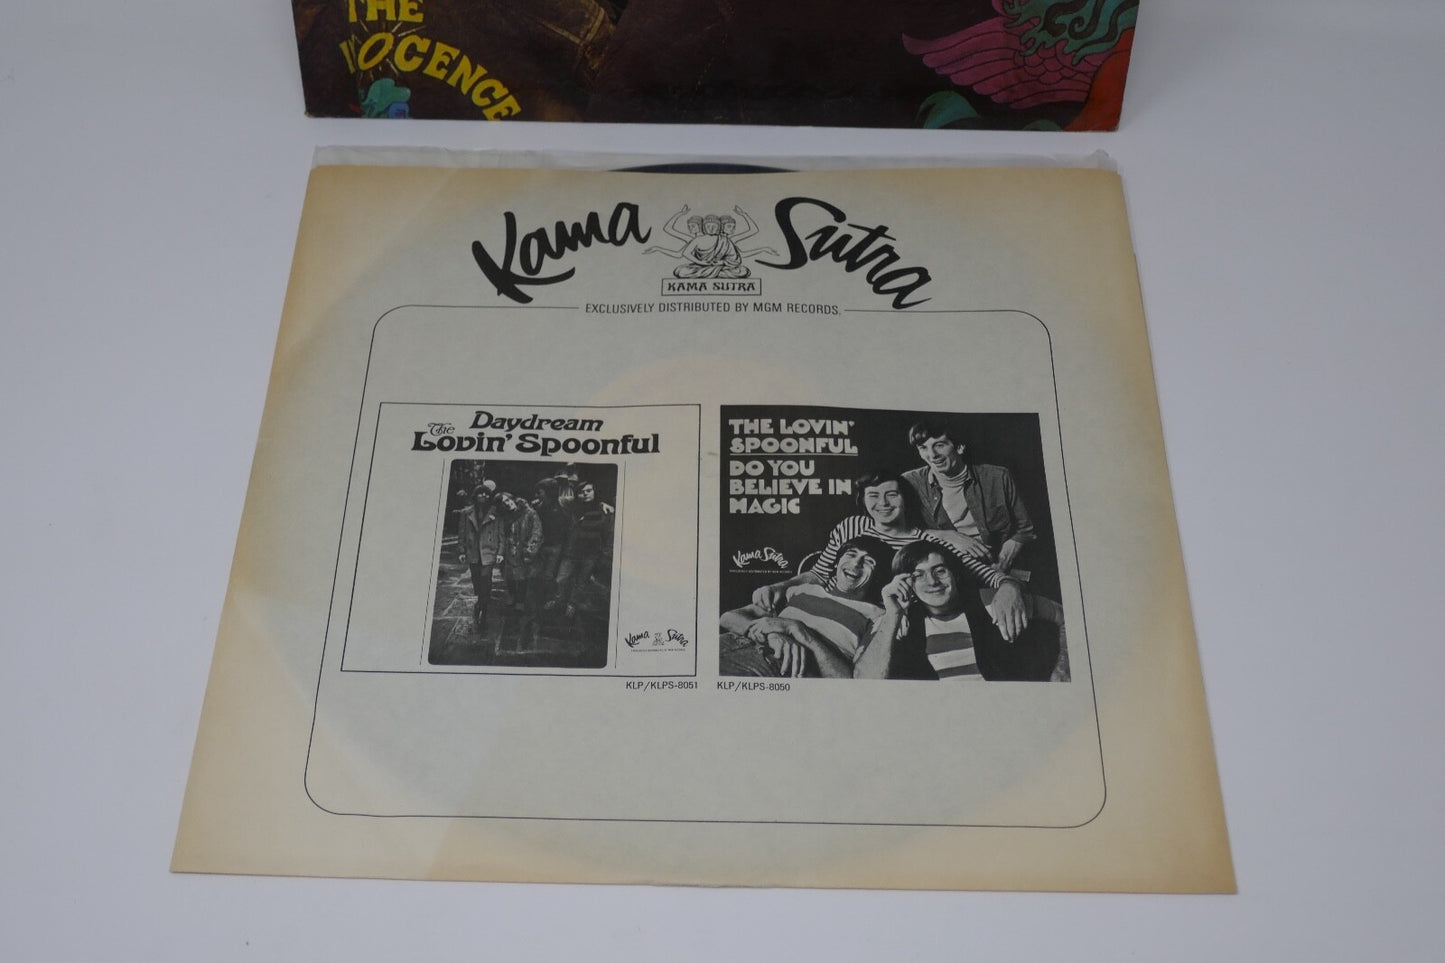 THE
OCENCE
Kama Sutra
KAMA SUTRA
EXCLUSIVELY DISTRIBUTED BY MGM RECORDS.
Daydream
The
Lovin' Spoonful
Kama Sutra
KLP/KLPS-8051
THE LOVIN'
SPOONFUL
DO YOU
BELIEVE IN
MAGIC
Kama Sutra
KLP/KLPS-8050